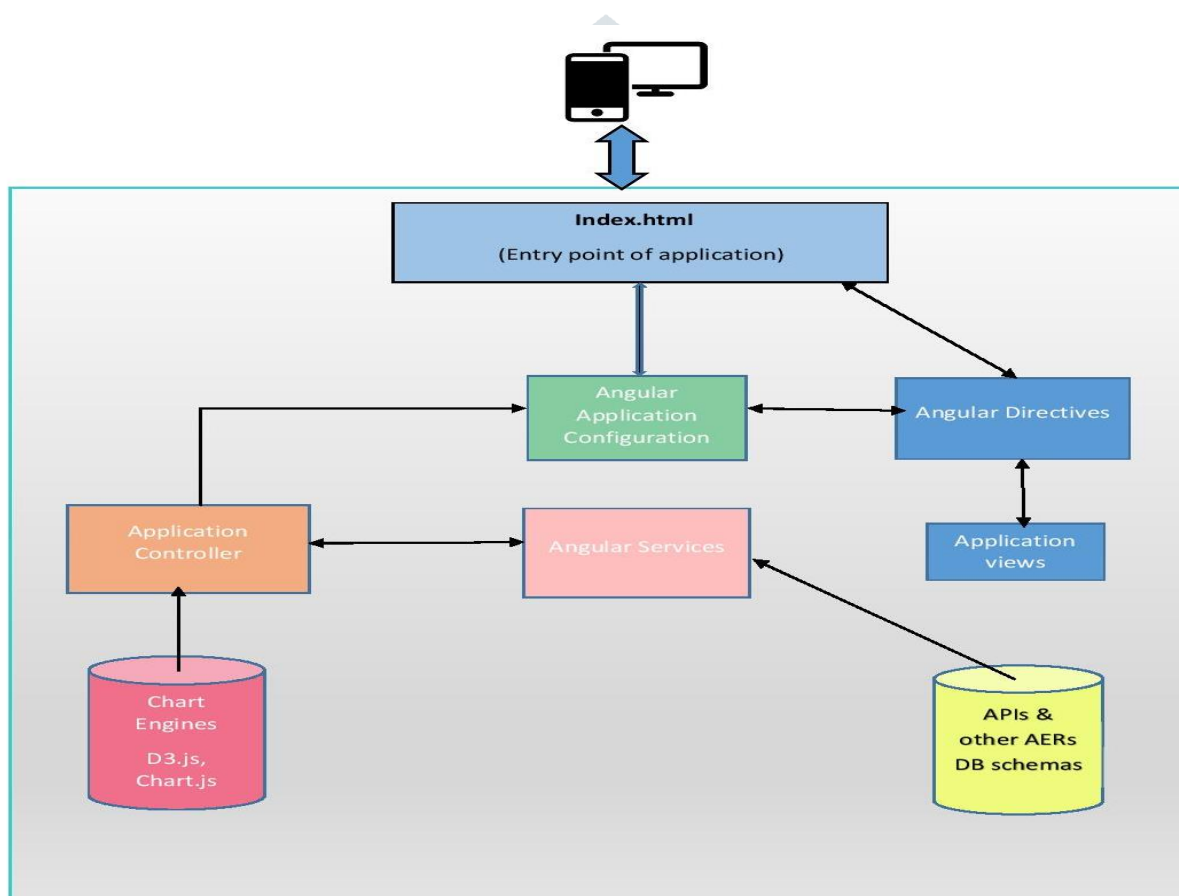 Index.html
(Entry point of application)
Angular
Application
Configuration
Angular Directives
Application
Controller
Angular Services
Application
views
Chart
Engines
D3.js,
Chart.js
APIs &
other AERs
DB schemas